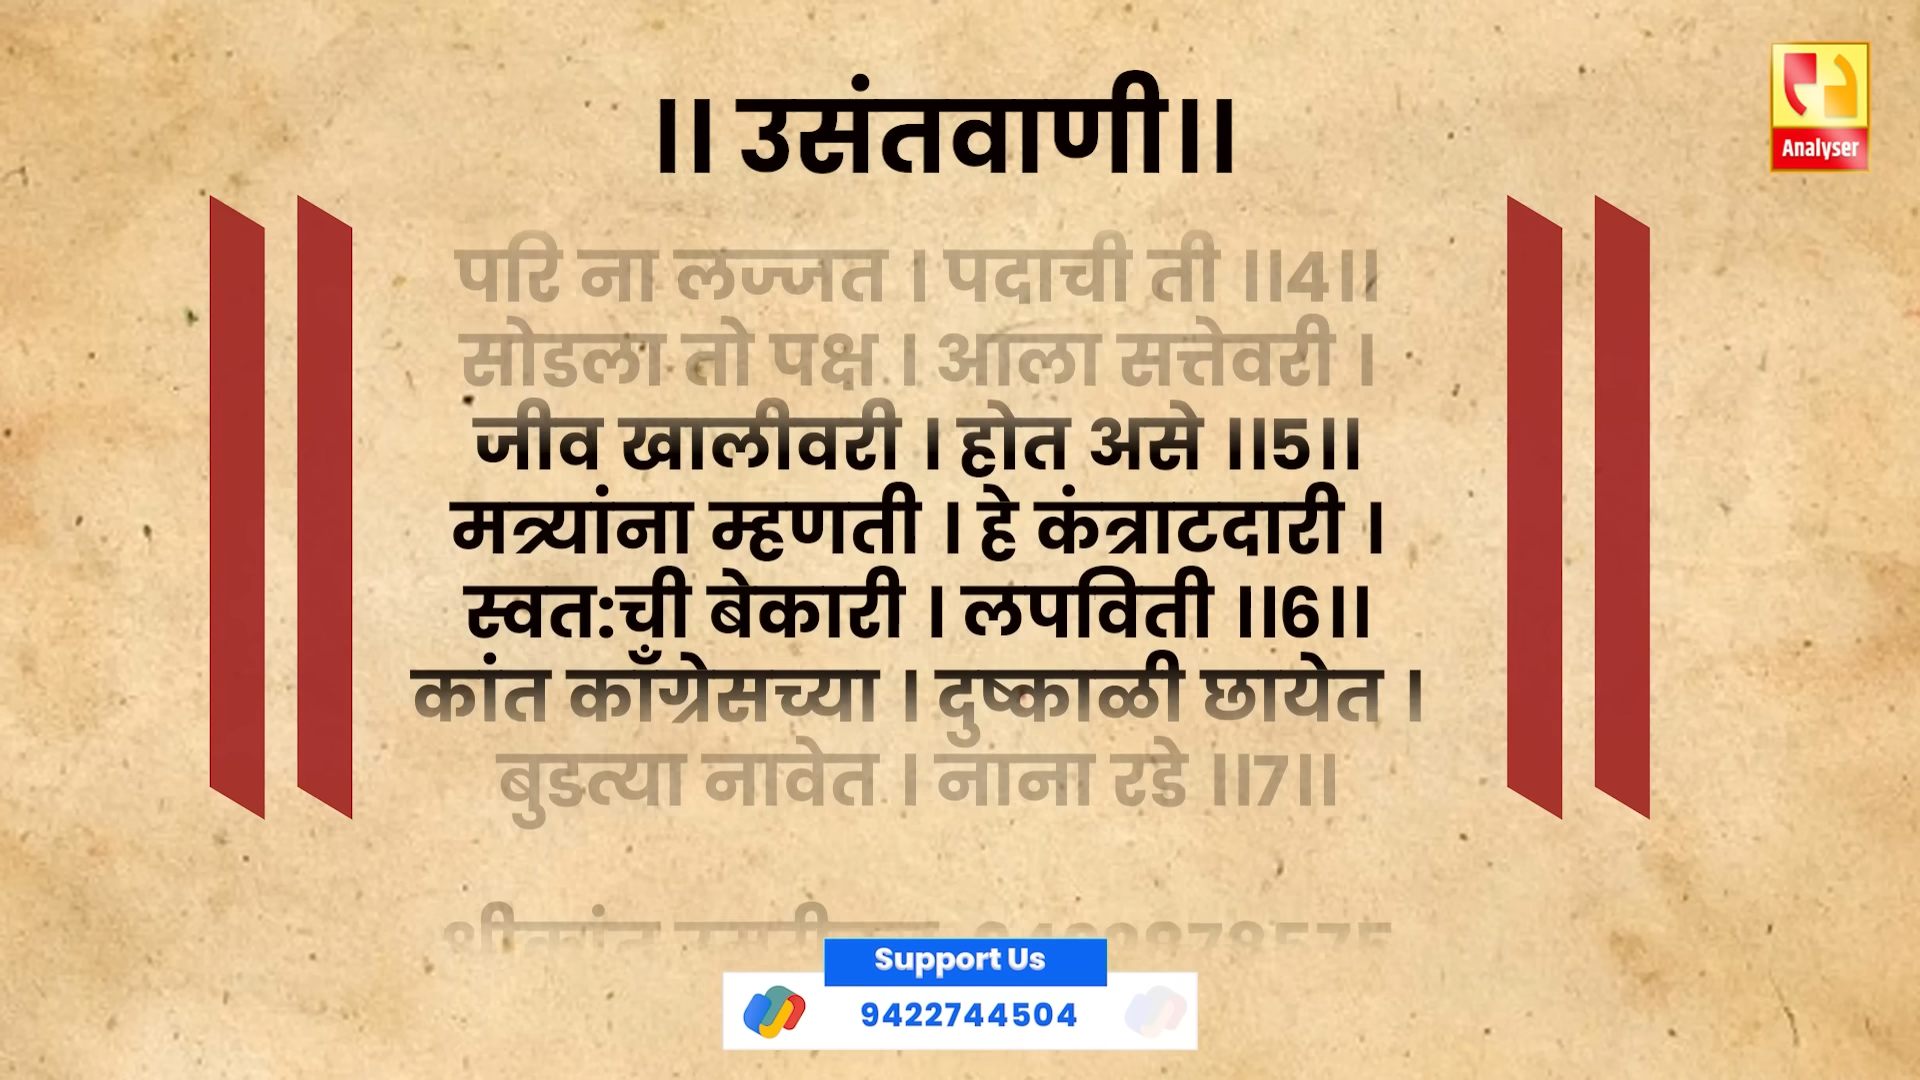 ।। उसंतवाणी।।
Analyser
परि ना लज्जत । पदाची ती ।।4।।
सोडला तो पक्ष । आला सत्तेवरी ।
जीव खालीवरी । होत असे ।।5।।
मत्र्यांना म्हणती । हे कंत्राटदारी ।
स्वत:ची बेकारी । लपविती ।।6।।
कांत काँग्रेसच्या । दुष्काळी छायेत ।
बुडत्या नावेत । नाना रडे ।।7।।
श्रीकांत
Support Us
9422744504